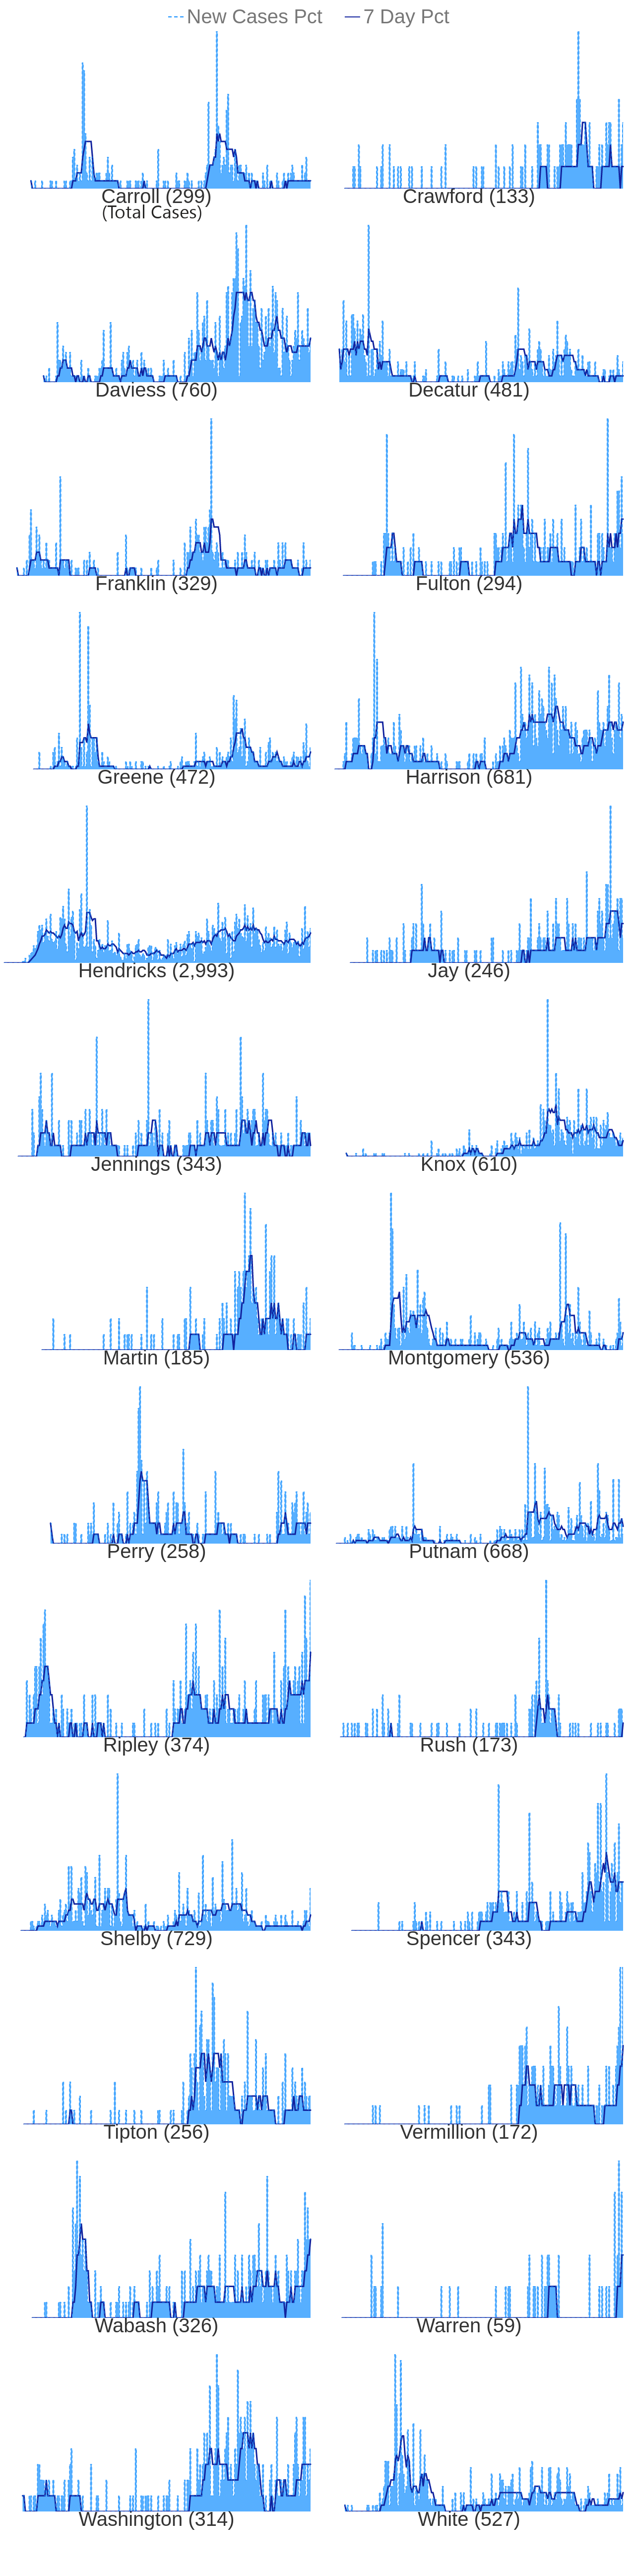 New Cases Pct 7 Day Pct
Carroll (299) Crawford (133)
(Total Cases)
Daviess (760) Decatur (481)
Franklin (329) Fulton (294)
Greene (472) Harrison (681)
Hendricks (2,993) Jay (246)
Jennings (343) Knox (610)
Martin (185) Montgomery (536)
Perry (258) Putnam (668)
Ripley (374) Rush (173)
Shelby (729) Spencer (343)
Tipton (256) Vermillion (172)
Wabash (326) Warren (59)
Washington (314) White (527)